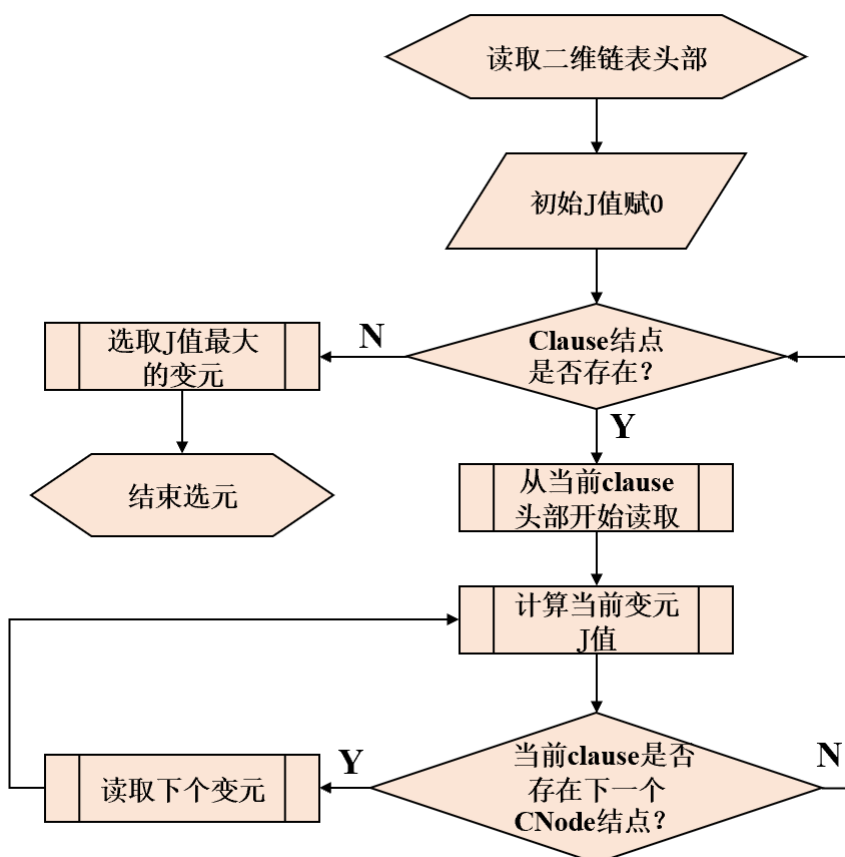 读取二维链表头部
初始J值赋0
Clause结点
是否存在？
N
选取J值最大
的变元
结束选元
Y
从当前clause
头部开始读取
计算当前变元
J值
当前clause是否
存在下一个
CNode结点？
Y
读取下个变元
N